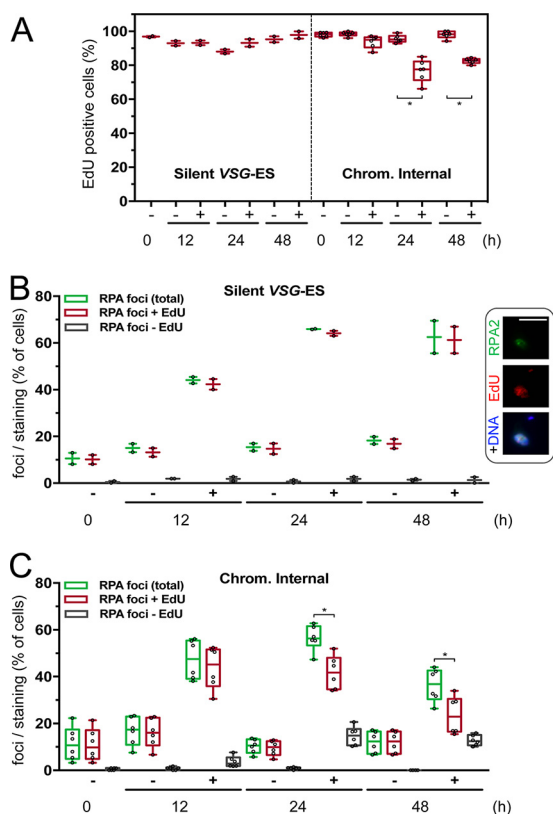 A
EdU positive cells (%)
100
80
60
40
20
0
Silent VSG-ES
Chrom. Internal
* *
- - + - + - + - - + - + - +
0 12 24 48 0 12 24 48 (h)
B
Silent VSG-ES
RPA foci (total)
RPA foci + EdU
RPA foci - EdU
foci / staining (% of cells)
80
60
40
20
0
- - + - + - +
0 12 24 48 (h)
RPA2
EdU
+DNA
C
Chrom. Internal
RPA foci (total)
RPA foci + EdU
RPA foci - EdU
foci / staining (% of cells)
80
60
40
20
0
* *
- - + - + - +
0 12 24 48 (h)